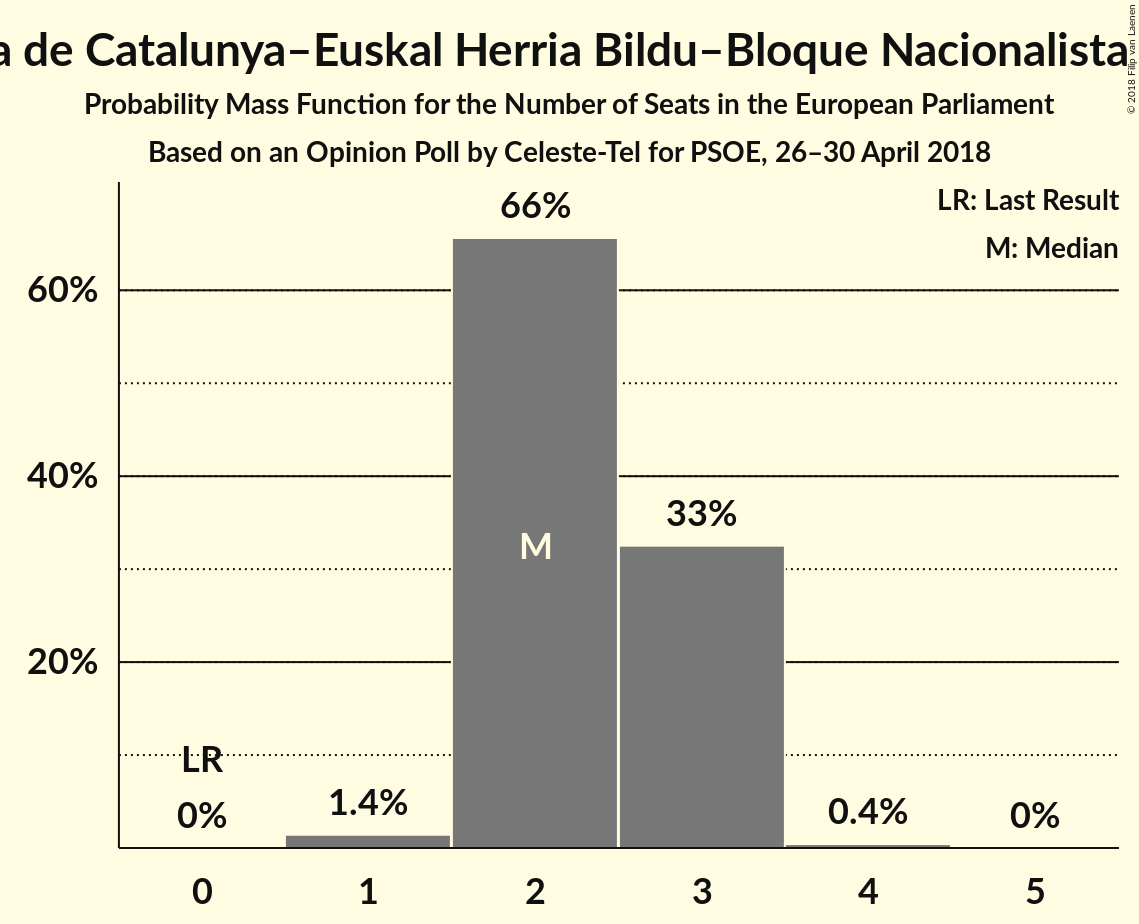 a de Catalunya–Euskal Herria Bildu–Bloque Nacionalista
Probability Mass Function for the Number of Seats in the European Parliament
Based on an Opinion Poll by Celeste-Tel for PSOE, 26–30 April 2018
© 2018 Filip van Laenen
LR: Last Result
M: Median
66%
60%
40%
33%
M
20%
LR
0%
1.4%
0.4%
0%
0 1 2 3 4 5